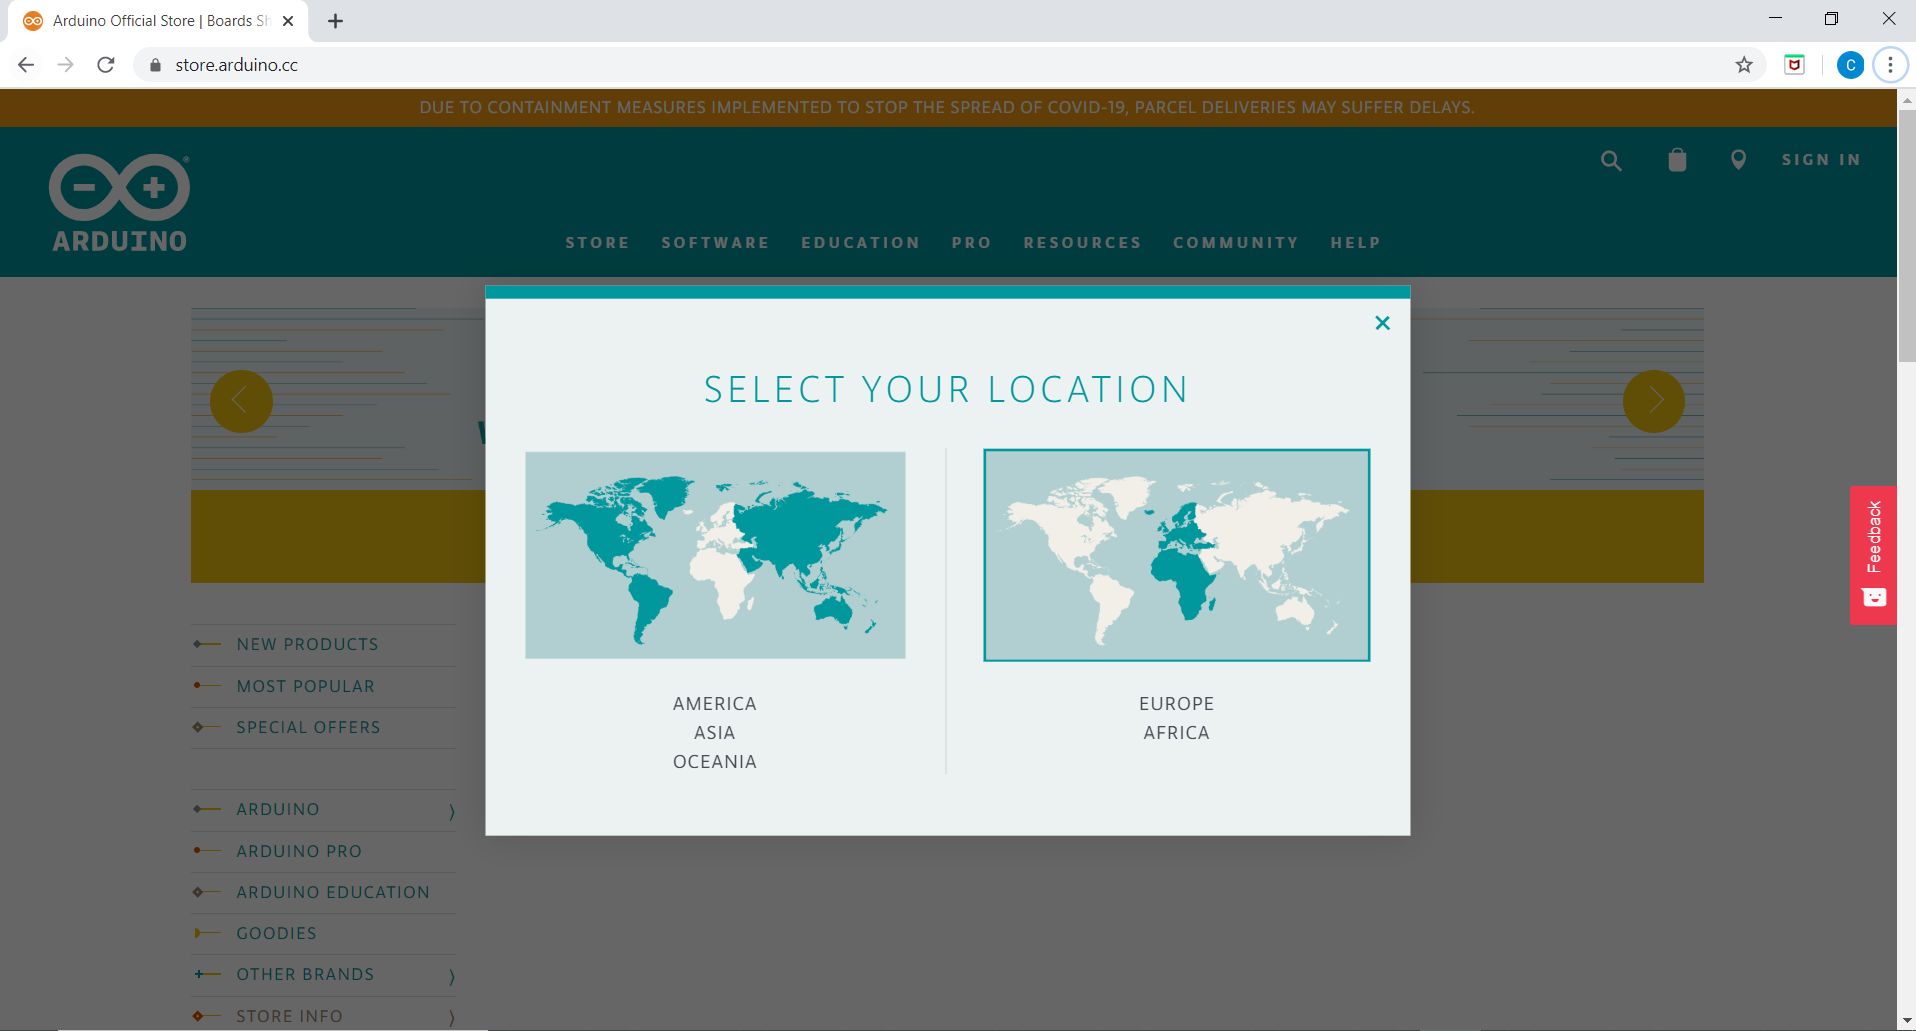 Arduino Official Store | Boards Sh
store.arduino.cc
C
DUE TO CONTAINMENT MEASURES IMPLEMENTED TO STOP THE SPREAD OF COVID-19, PARCEL DELIVERIES MAY SUFFER DELAYS.
SIGN IN
ARDUINO
STORE SOFTWARE EDUCATION PRO RESOURCES COMMUNITY HELP
SELECT YOUR LOCATION
AMERICA
ASIA
OCEANIA
EUROPE
AFRICA
Feedback
NEW PRODUCTS
MOST POPULAR
SPECIAL OFFERS
ARDUINO
ARDUINO PRO
ARDUINO EDUCATION
GOODIES
OTHER BRANDS
STORE INFO